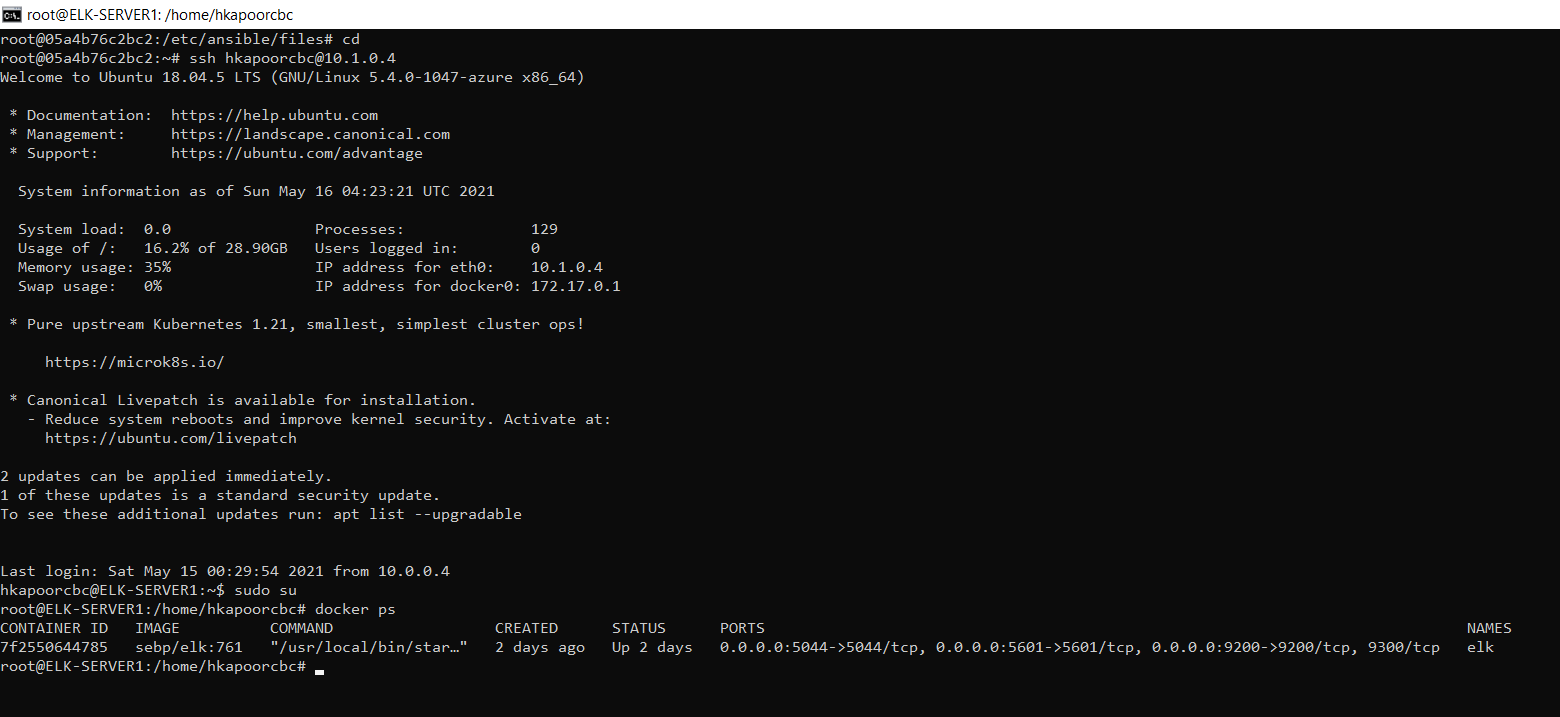 root@ELK-SERVER1: /home/hkapoorcbc
root@05a4b76c2bc2:/etc/ansible/files# cd
root@05a4b76c2bc2:~# ssh hkapoorcbc@10.1.0.4
Welcome to Ubuntu 18.04.5 LTS (GNU/Linux 5.4.0-1047-azure x86_64)
* Documentation:  https://help.ubuntu.com
* Management:     https://landscape.canonical.com
* Support:        https://ubuntu.com/advantage
System information as of Sun May 16 04:23:21 UTC 2021
System load:  0.0                Processes:              129
Usage of /:   16.2% of 28.90GB   Users logged in:        0
Memory usage: 35%                IP address for eth0:    10.1.0.4
Swap usage:   0%                 IP address for docker0: 172.17.0.1
* Pure upstream Kubernetes 1.21, smallest, simplest cluster ops!
https://microk8s.io/
* Canonical Livepatch is available for installation.
- Reduce system reboots and improve kernel security. Activate at:
https://ubuntu.com/livepatch
2 updates can be applied immediately.
1 of these updates is a standard security update.
To see these additional updates run: apt list --upgradable
Last login: Sat May 15 00:29:54 2021 from 10.0.0.4
hkapoorcbc@ELK-SERVER1:~$ sudo su
root@ELK-SERVER1:/home/hkapoorcbc# docker ps
CONTAINER ID   IMAGE          COMMAND                  CREATED      STATUS      PORTS                                                                              NAMES
7f2550644785   sebp/elk:761   "/usr/local/bin/star…"   2 days ago   Up 2 days   0.0.0.0:5044->5044/tcp, 0.0.0.0:5601->5601/tcp, 0.0.0.0:9200->9200/tcp, 9300/tcp   elk
root@ELK-SERVER1:/home/hkapoorcbc#